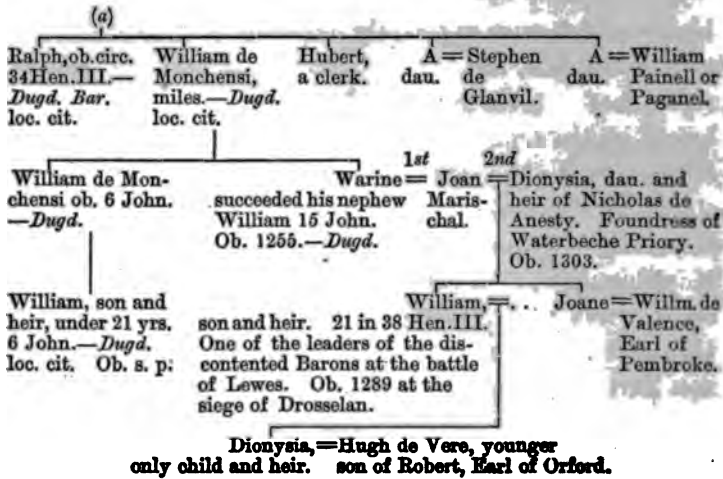 (a)
Ralph, ob. circ. William de Hubert, A = Stephen A = William
34 Hen. III.— Monchensi, a clerk. dau. de dau. Painell or
Dugd. Bar. miles.—Dugd. Glanvil. Paganel.
loc. cit. loc. cit.
1st 2nd
William de Mon- Warine = Joan = Dionysia, dau. and
chensi ob. 6 John. succeeded his nephew Maris- heir of Nicholas de
—Dugd. William 15 John. chal. Anesty. Foundress of
Ob. 1255.—Dugd. Waterbeche Priory.
Ob. 1303.
William, son and William, = . . Joane = Willm. de
heir, under 21 yrs. son and heir. 21 in 38 Hen. III. Valence,
6 John.—Dugd. One of the leaders of the dis- Earl of
loc. cit. Ob. s. p. contented Barons at the battle Pembroke.
of Lewes. Ob. 1289 at the
siege of Drosselan.
Dionysia, = Hugh de Vere, younger
only child and heir. son of Robert, Earl of Orford.